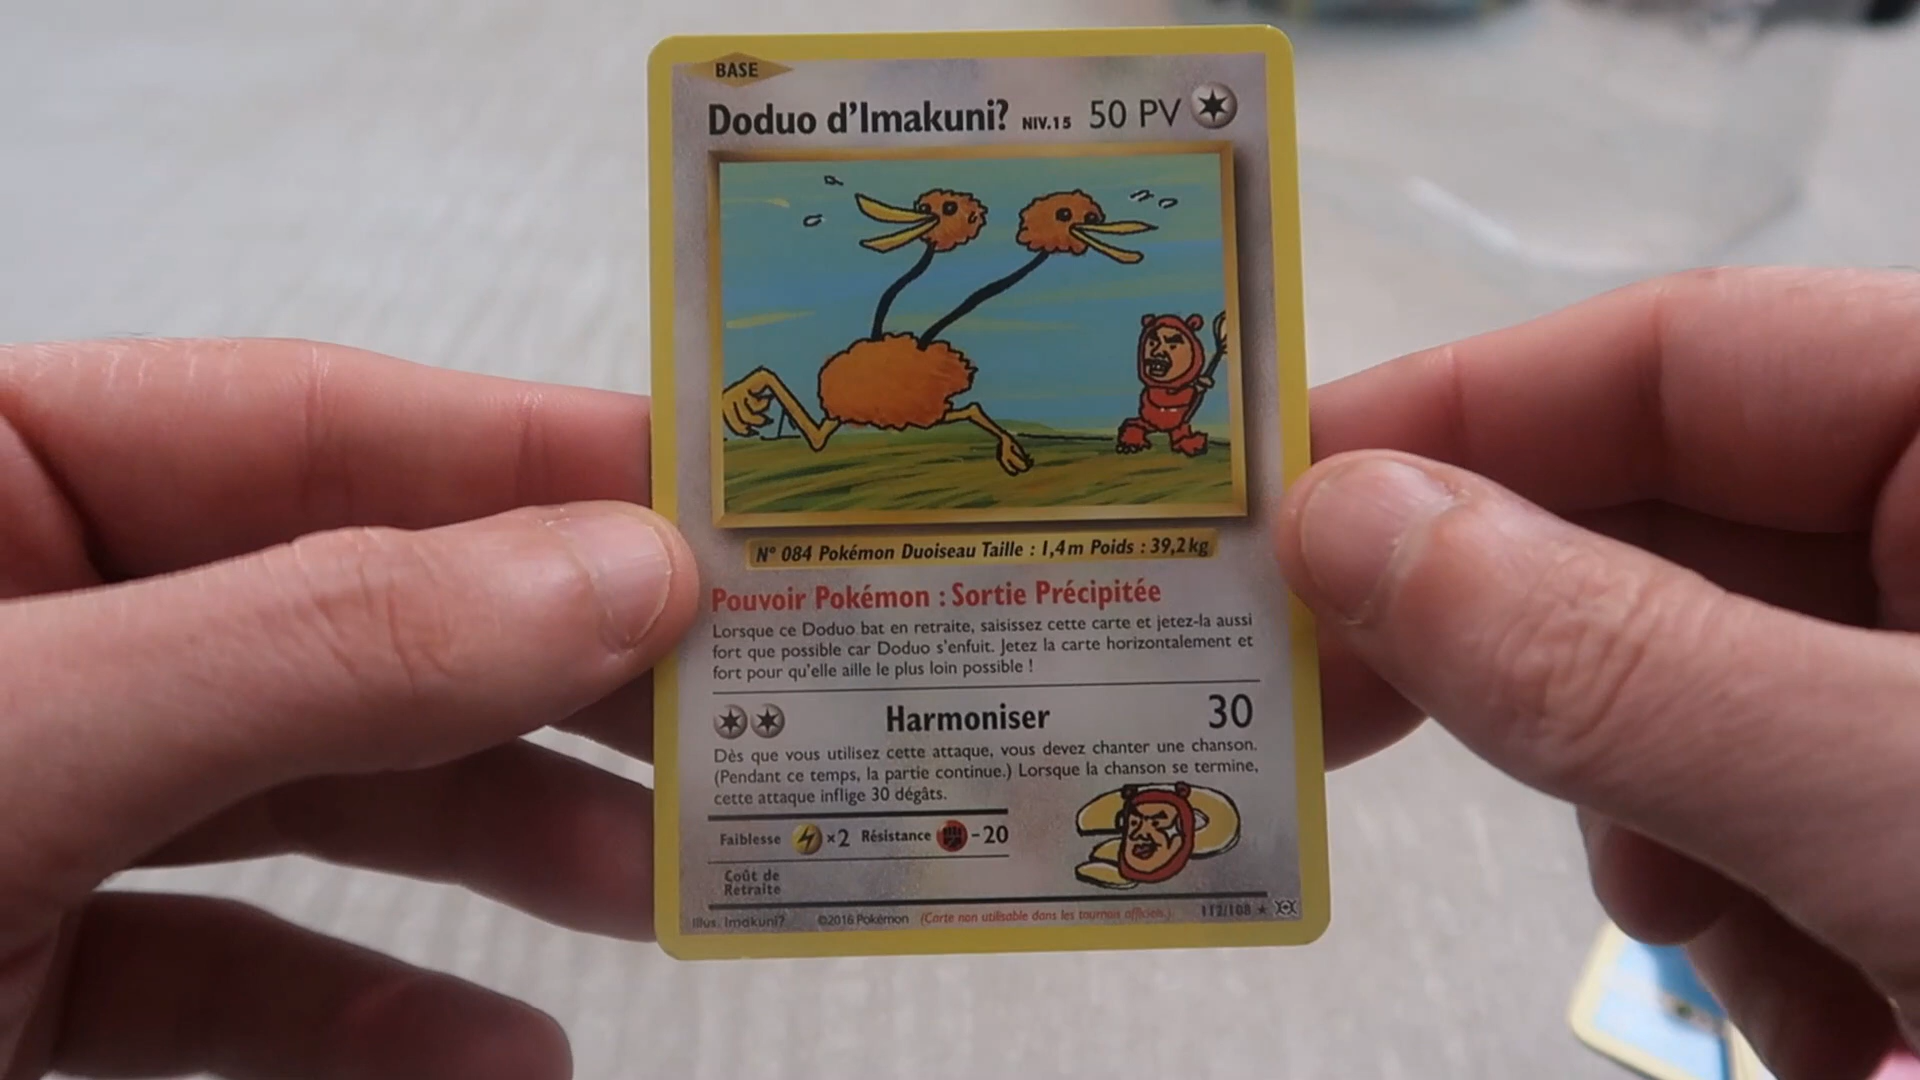 BASE
Doduo d'Imakuni? NIV.15 50 PV
N° 084 Pokémon Duoiseau Taille : 1,4m Poids : 39,2kg
Pouvoir Pokémon : Sortie Précipitée
Lorsque ce Doduo bat en retraite, saisissez cette carte et jetez-la aussi
fort que possible car Doduo s'enfuit. Jetez la carte horizontalement et
fort pour qu'elle aille le plus loin possible !
Harmoniser 30
Dès que vous utilisez cette attaque, vous devez chanter une chanson.
(Pendant ce temps, la partie continue.) Lorsque la chanson se termine,
cette attaque inflige 30 dégâts.
Faiblesse ×2 Résistance -20
Coût de
Retraite
Illus. Imakuni? ©2016 Pokémon (Carte non utilisable dans les tournois officiels.) 112/108